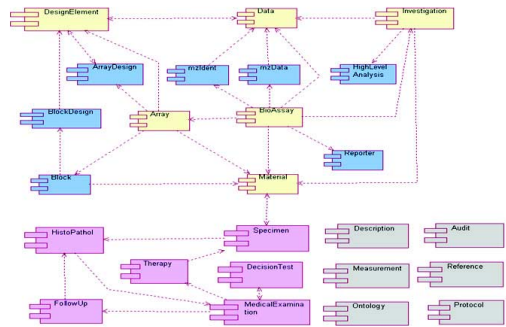 DesignElement
Data
Investigation
ArrayDesign
mzIdent
mzData
HighLevel
Analysis
BlockDesign
Array
BioAssay
Reporter
Block
Material
HistoPathol
Specimen
Description
Audit
Therapy
DecisionTest
Measurement
Reference
FollowUp
MedicalExamina
tion
Ontology
Protocol